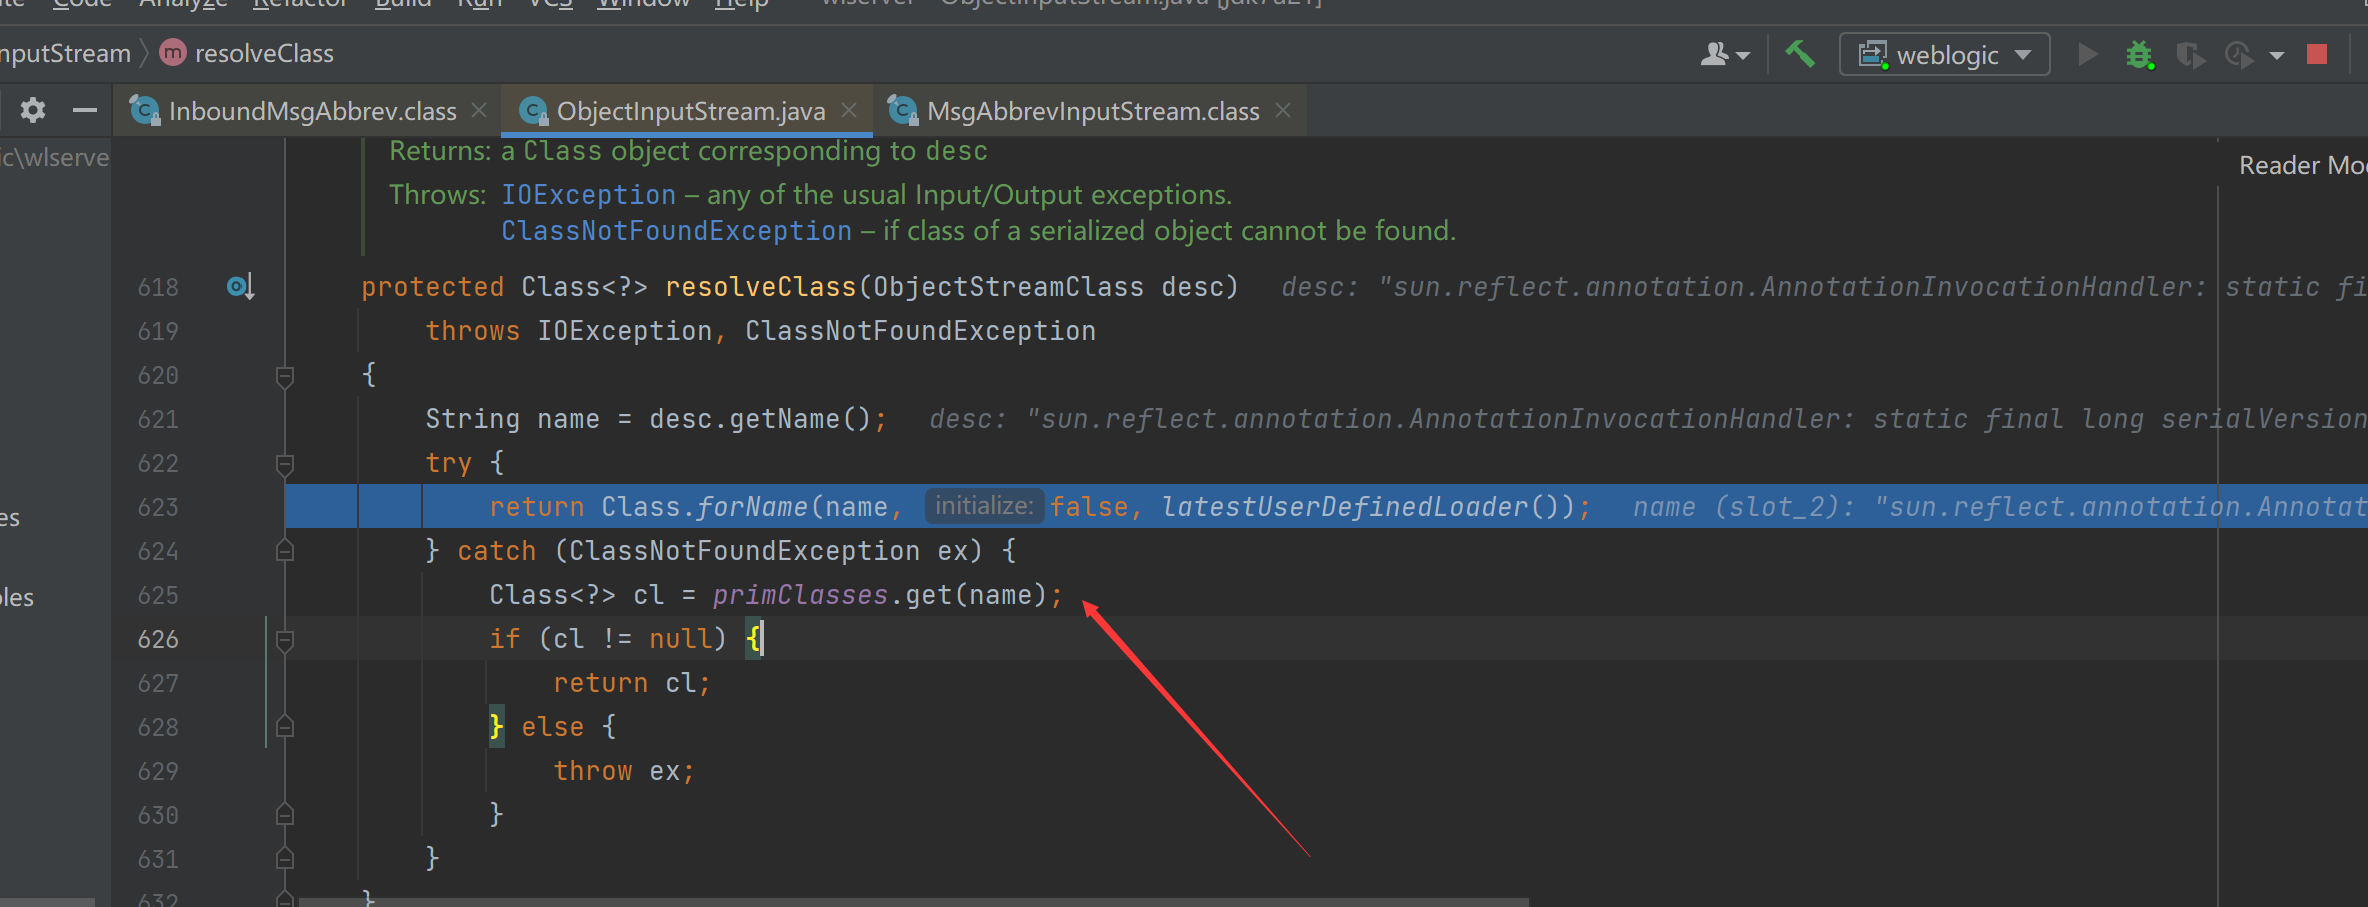 Code Analyze Refactor Build Run VCS Window Help wlserver - ObjectInputStream.java [jdk7u21]
nputStream resolveClass weblogic
InboundMsgAbbrev.class ObjectInputStream.java MsgAbbrevInputStream.class
ic\wlserve
Returns: a Class object corresponding to desc
Reader Mod
Throws: IOException – any of the usual Input/Output exceptions.
ClassNotFoundException – if class of a serialized object cannot be found.
618 protected Class<?> resolveClass(ObjectStreamClass desc) desc: "sun.reflect.annotation.AnnotationInvocationHandler: static fi
619 throws IOException, ClassNotFoundException
620 {
621 String name = desc.getName(); desc: "sun.reflect.annotation.AnnotationInvocationHandler: static final long serialVersion
622 try {
623 return Class.forName(name, initialize: false, latestUserDefinedLoader()); name (slot_2): "sun.reflect.annotation.Annotat
es
624 } catch (ClassNotFoundException ex) {
625 Class<?> cl = primClasses.get(name);
les
626 if (cl != null) {
627 return cl;
628 } else {
629 throw ex;
630 }
631 }
632 }